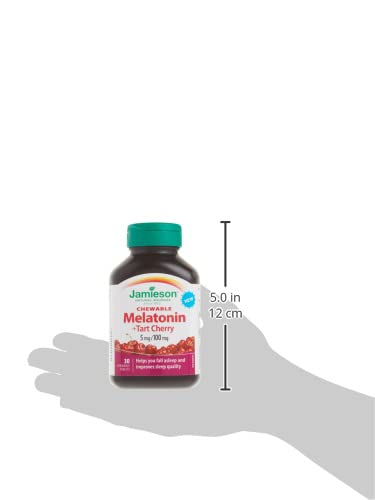 Jamieson
NEW
CHEWABLE
Melatonin
+Tart Cherry
5 mg/100 mg
30
Helps you fall asleep and
improves sleep quality
5.0 in
12 cm